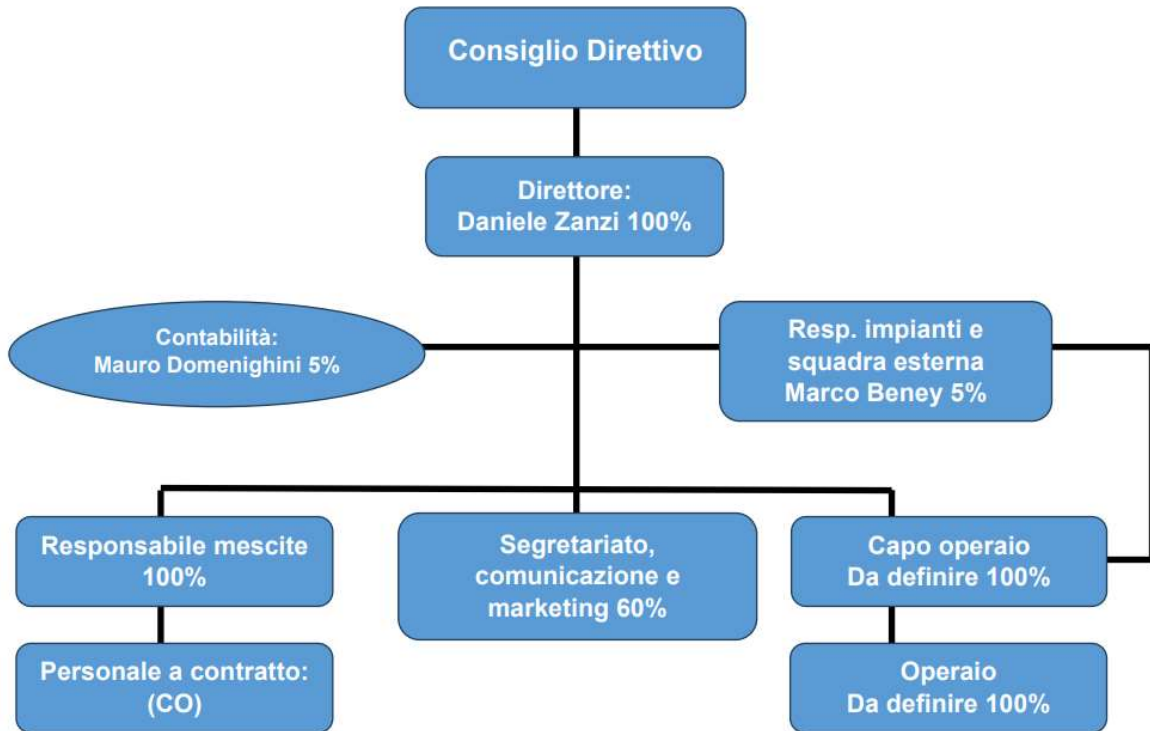 Consiglio Direttivo
Direttore:
Daniele Zanzi 100%
Contabilità:
Mauro Domenighini 5%
Resp. impianti e
squadra esterna
Marco Beney 5%
Responsabile mescite
100%
Segretariato,
comunicazione e
marketing 60%
Capo operaio
Da definire 100%
Personale a contratto:
(CO)
Operaio
Da definire 100%